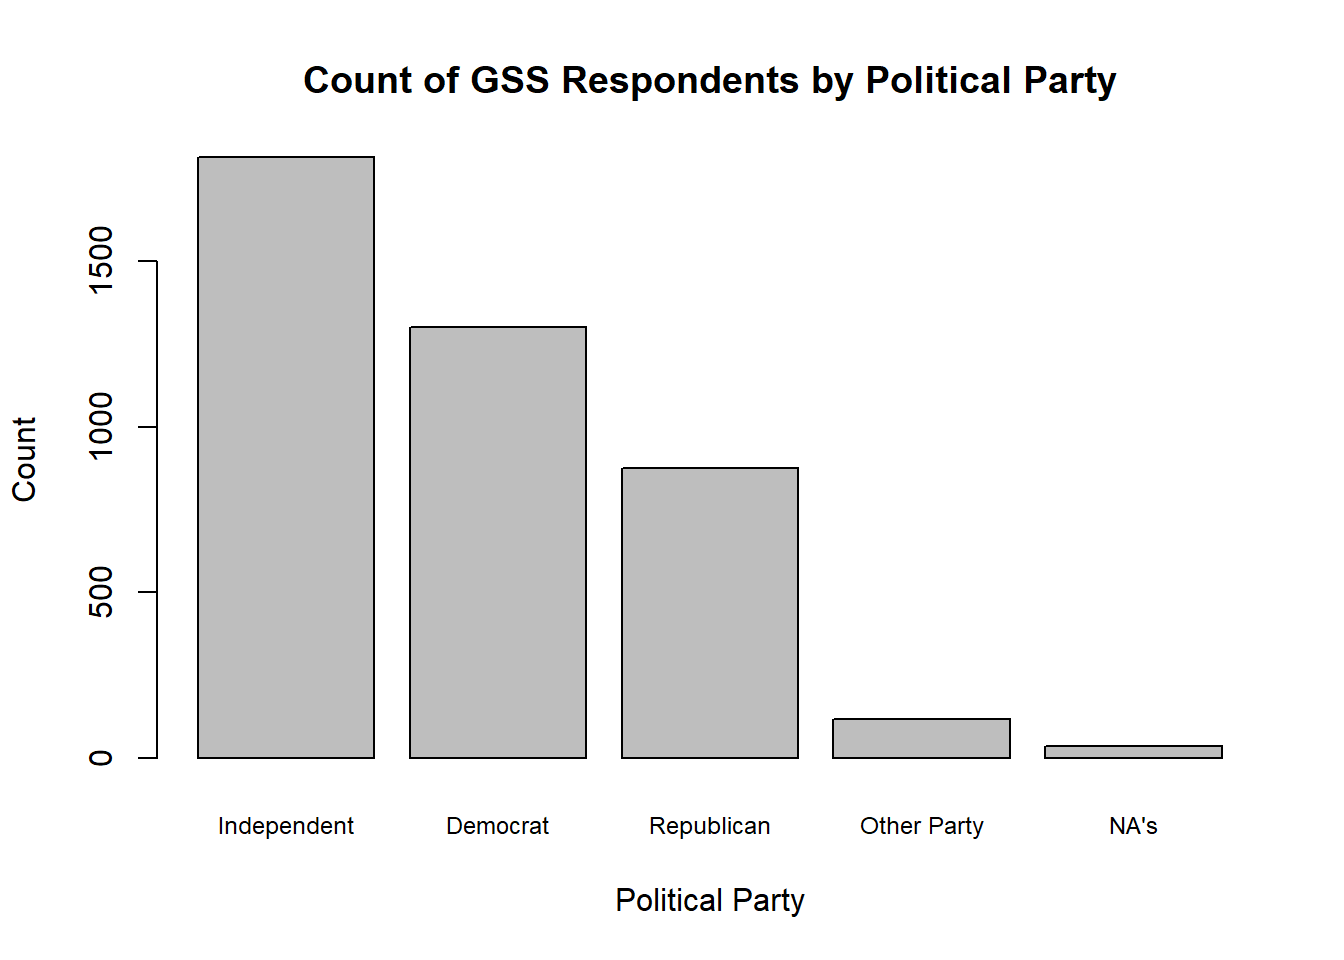 Count of GSS Respondents by Political Party
Count
1500
1000
500
0
Independent Democrat Republican Other Party NA's
Political Party